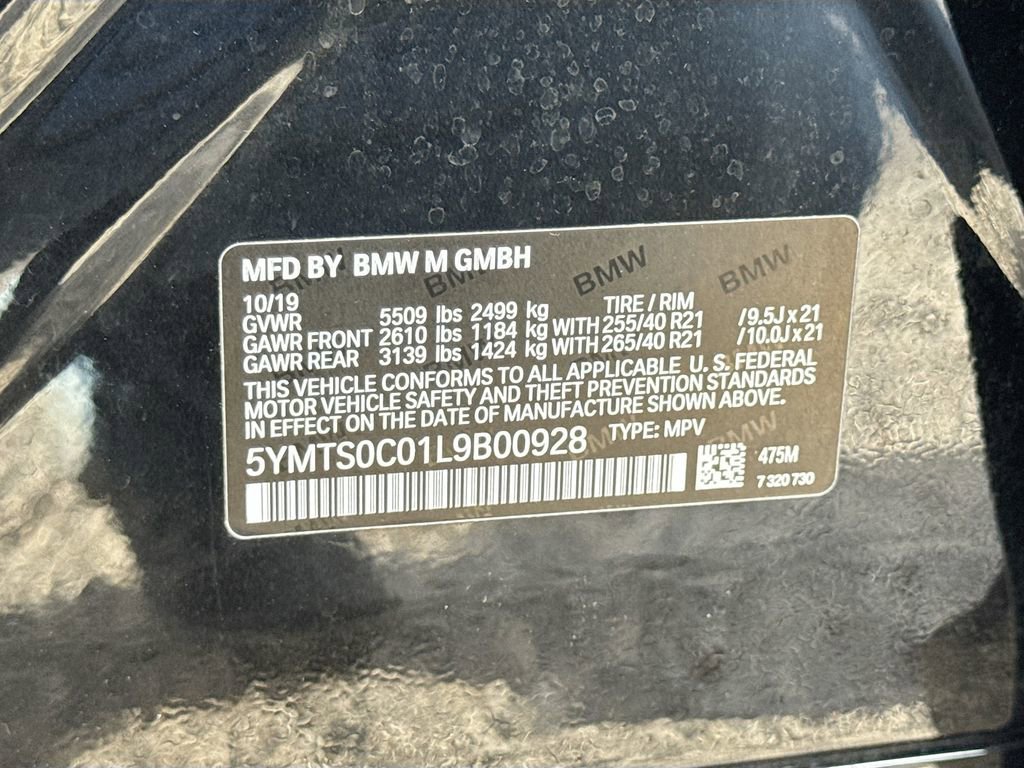 MFD BY BMW M GMBH
10/19 TIRE / RIM
GVWR 5509 lbs 2499 kg
GAWR FRONT 2610 lbs 1184 kg WITH 255/40 R21 /9.5J x 21
GAWR REAR 3139 lbs 1424 kg WITH 265/40 R21 /10.0J x 21
THIS VEHICLE CONFORMS TO ALL APPLICABLE U. S. FEDERAL
MOTOR VEHICLE SAFETY AND THEFT PREVENTION STANDARDS
IN EFFECT ON THE DATE OF MANUFACTURE SHOWN ABOVE.
5YMTS0C01L9B00928 TYPE: MPV
475M
7 320 730